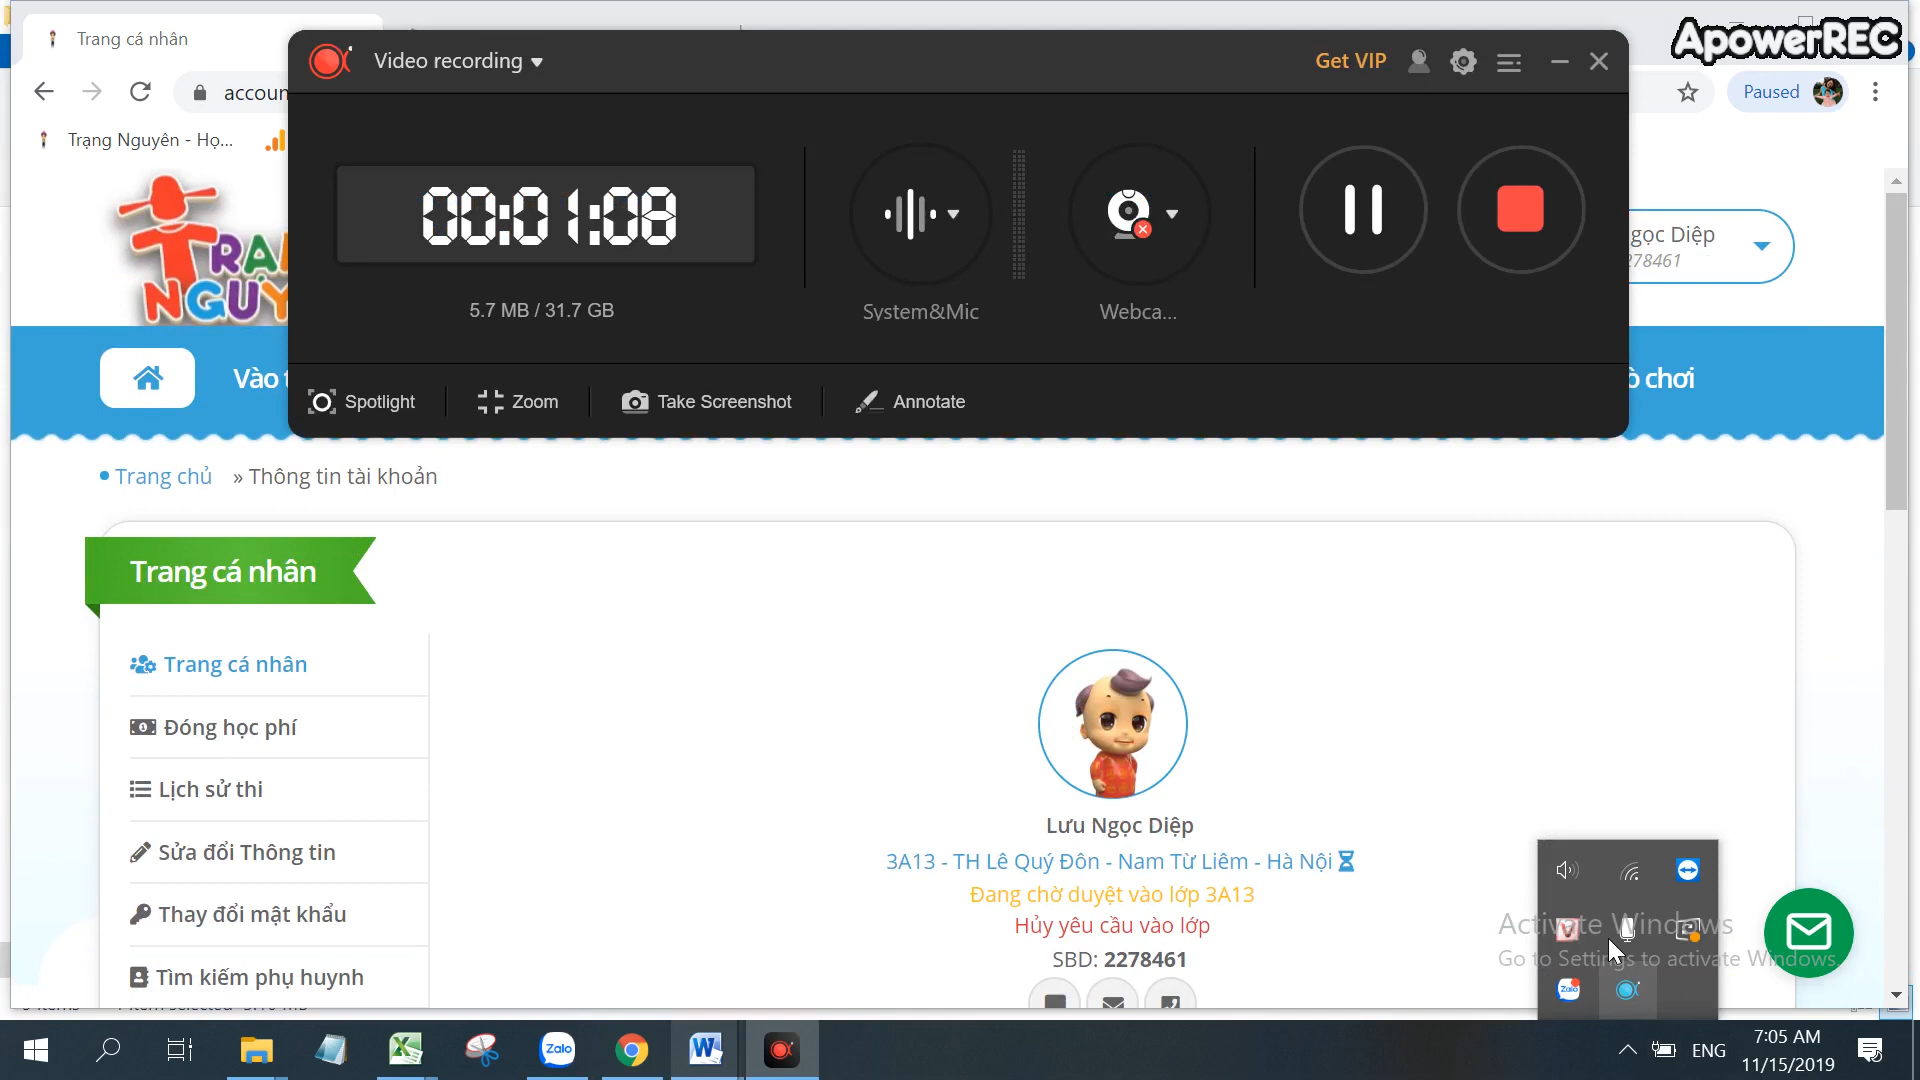 Trang cá nhân
Video recording
Get VIP
ApowerREC
accoun
Paused
Trạng Nguyên - Họ...
00:01:08
5.7 MB / 31.7 GB
System&Mic
Webca...
gọc Diệp
278461
TRẠ
NGUY
Vào t
ò chơi
Spotlight
Zoom
Take Screenshot
Annotate
Trang chủ » Thông tin tài khoản
Trang cá nhân
Trang cá nhân
Đóng học phí
Lịch sử thi
Sửa đổi Thông tin
Thay đổi mật khẩu
Tìm kiếm phụ huynh
Lưu Ngọc Diệp
3A13 - TH Lê Quý Đôn - Nam Từ Liêm - Hà Nội
Đang chờ duyệt vào lớp 3A13
Hủy yêu cầu vào lớp
SBD: 2278461
Activate Windows
Go to Settings to activate Windows.
Zalo
Zalo
ENG
7:05 AM
11/15/2019